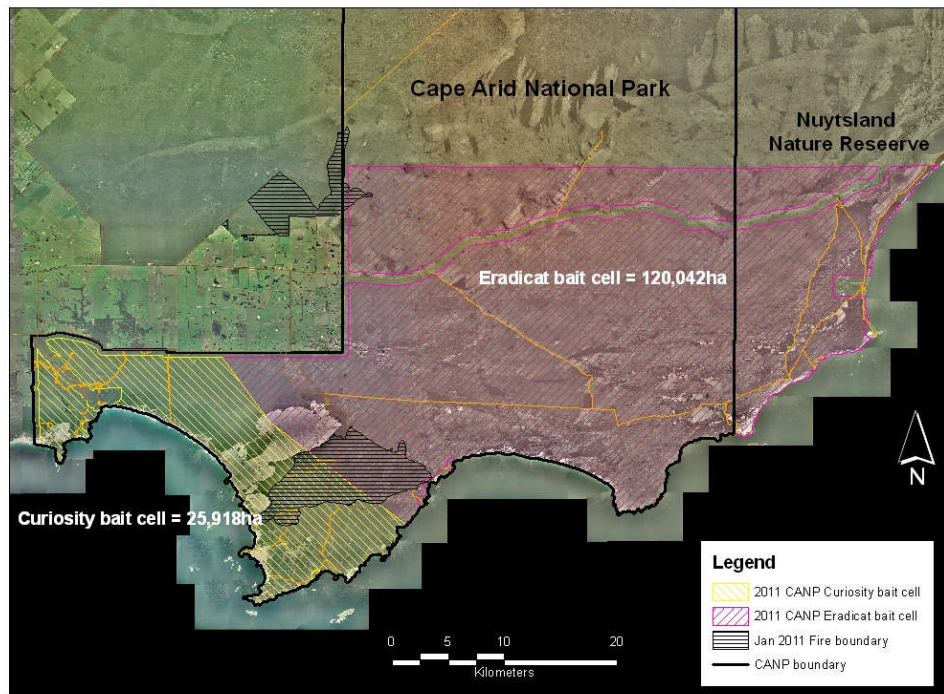 Cape Arid National Park
Nuytsland
Nature Reseerve
Eradicat bait cell = 120,042ha
Curiosity bait cell = 25,918ha
N
Legend
2011 CANP Curiosity bait cell
2011 CANP Eradicat bait cell
Jan 2011 Fire boundary
CANP boundary
0 5 10 20
Kilometers